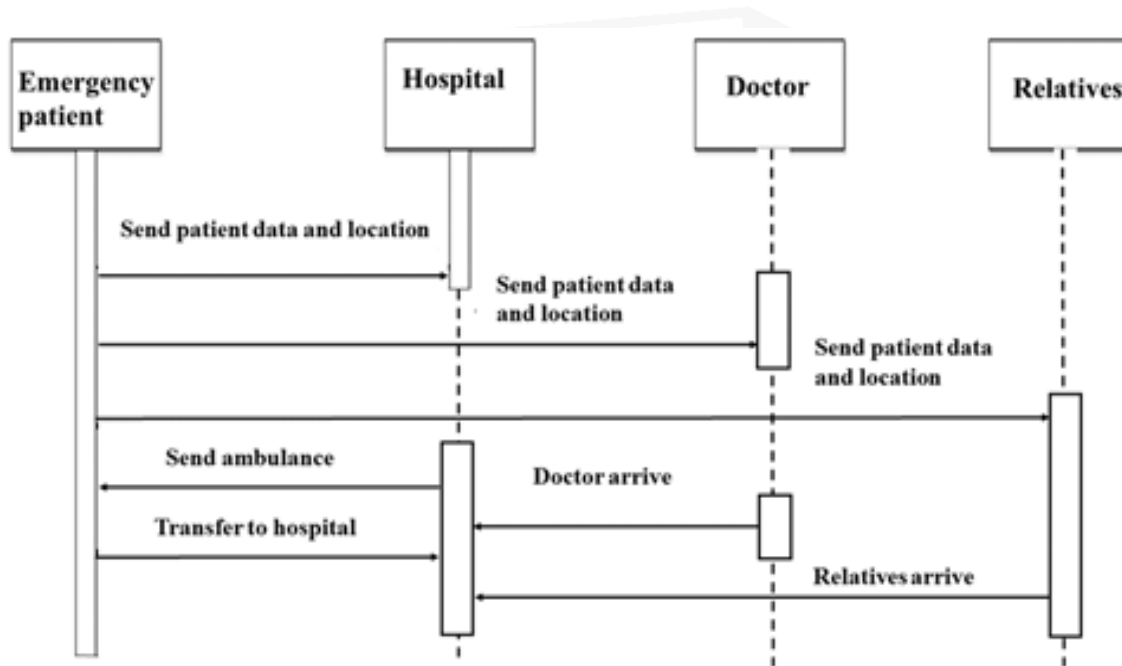 Emergency
patient
Hospital
Doctor
Relatives
Send patient data and location
Send patient data
and location
Send patient data
and location
Send ambulance
Doctor arrive
Transfer to hospital
Relatives arrive